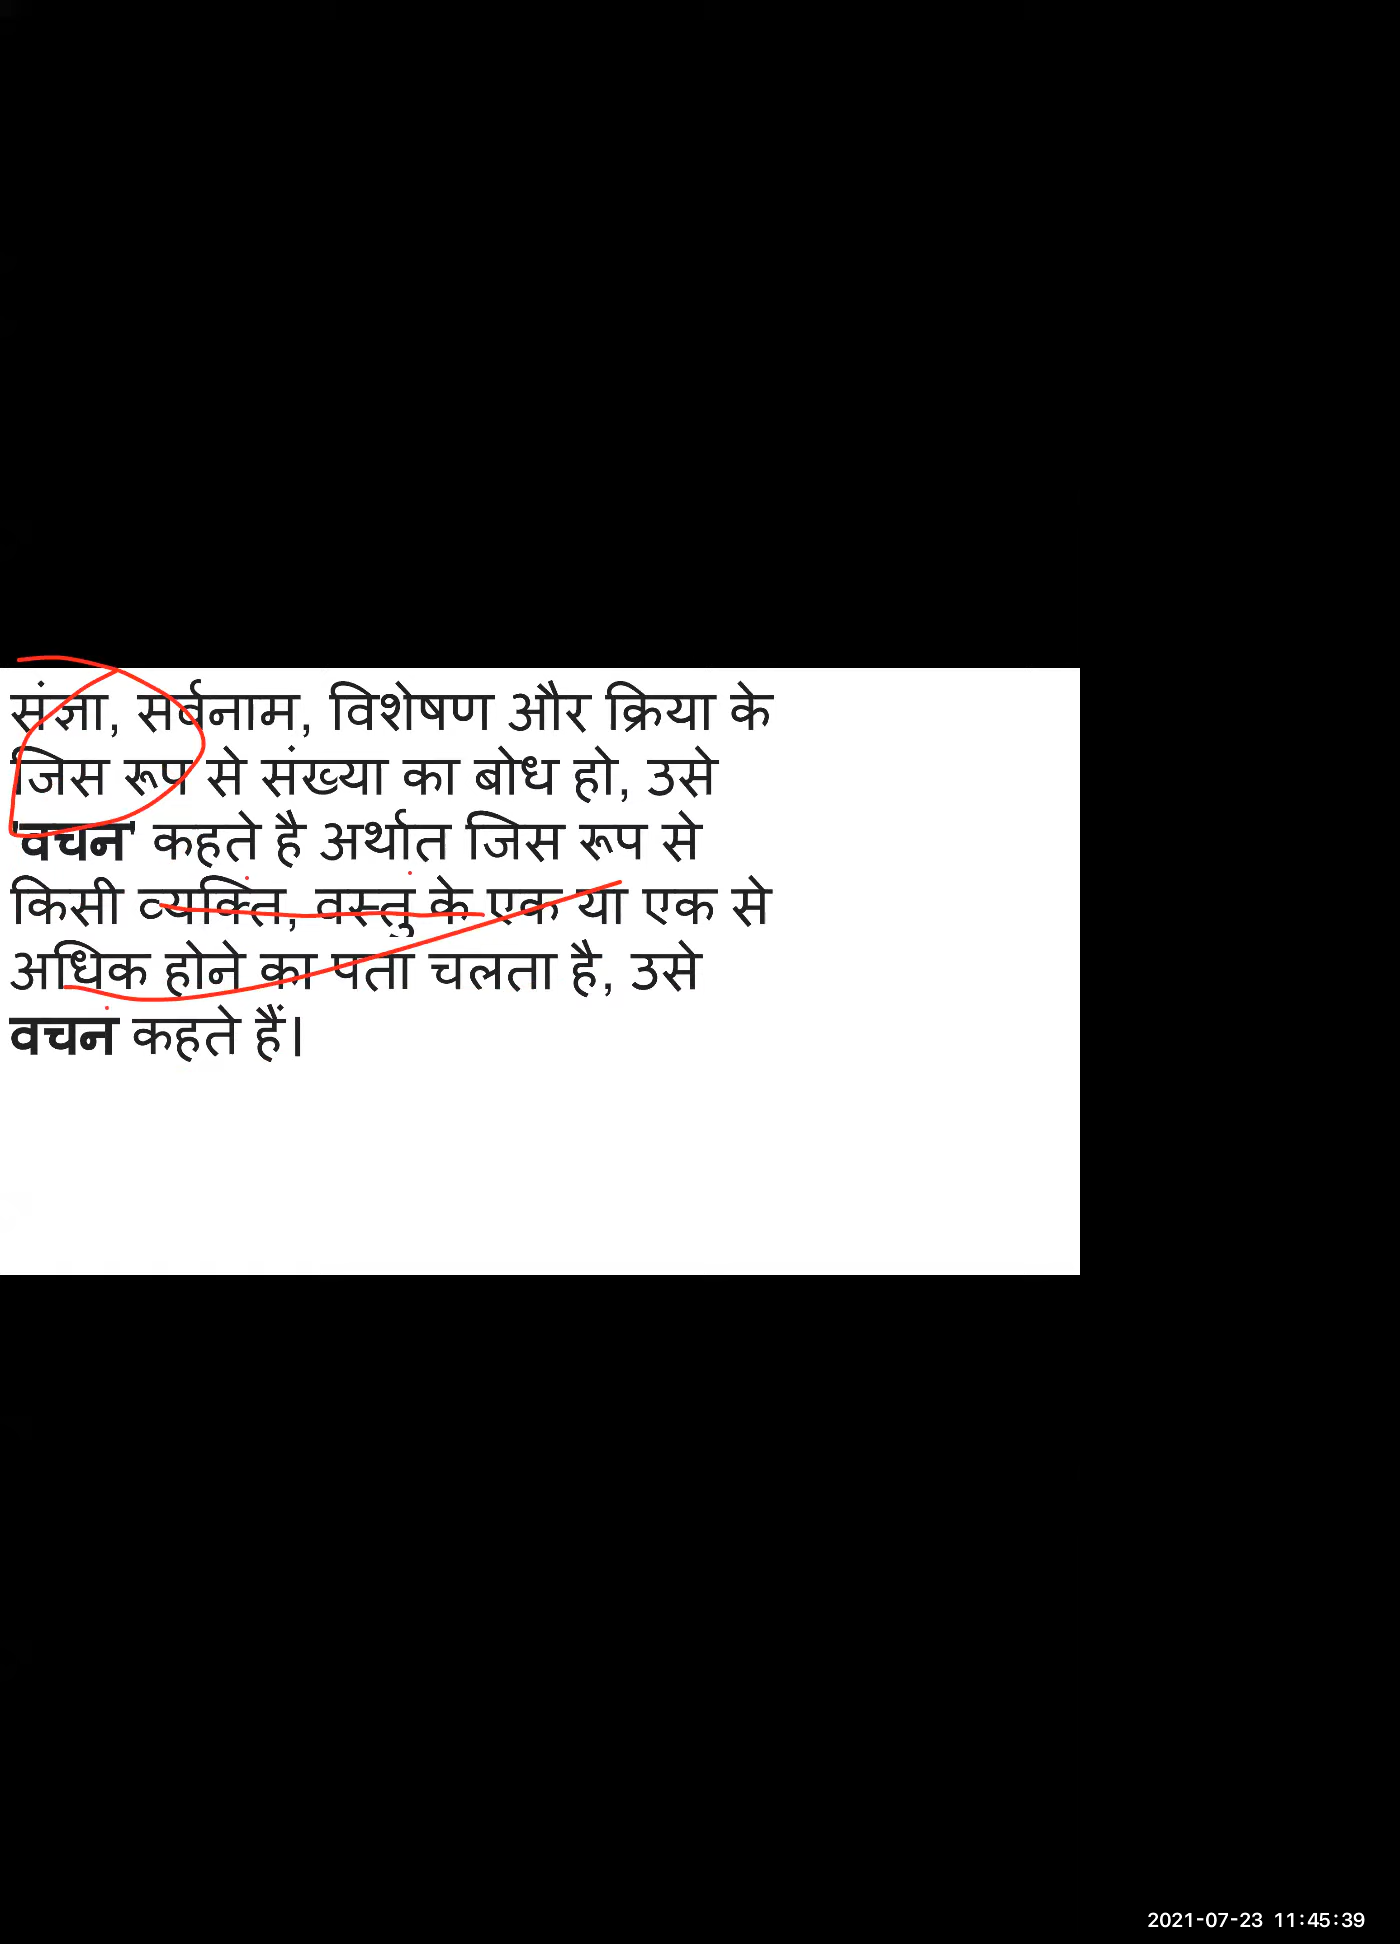 संज्ञा, सर्वनाम, विशेषण और क्रिया के
जिस रूप से संख्या का बोध हो, उसे
'वचन' कहते है अर्थात जिस रूप से
किसी व्यक्ति, वस्तु के एक या एक से
अधिक होने का पता चलता है, उसे
वचन कहते हैं।
2021-07-23 11:45:39